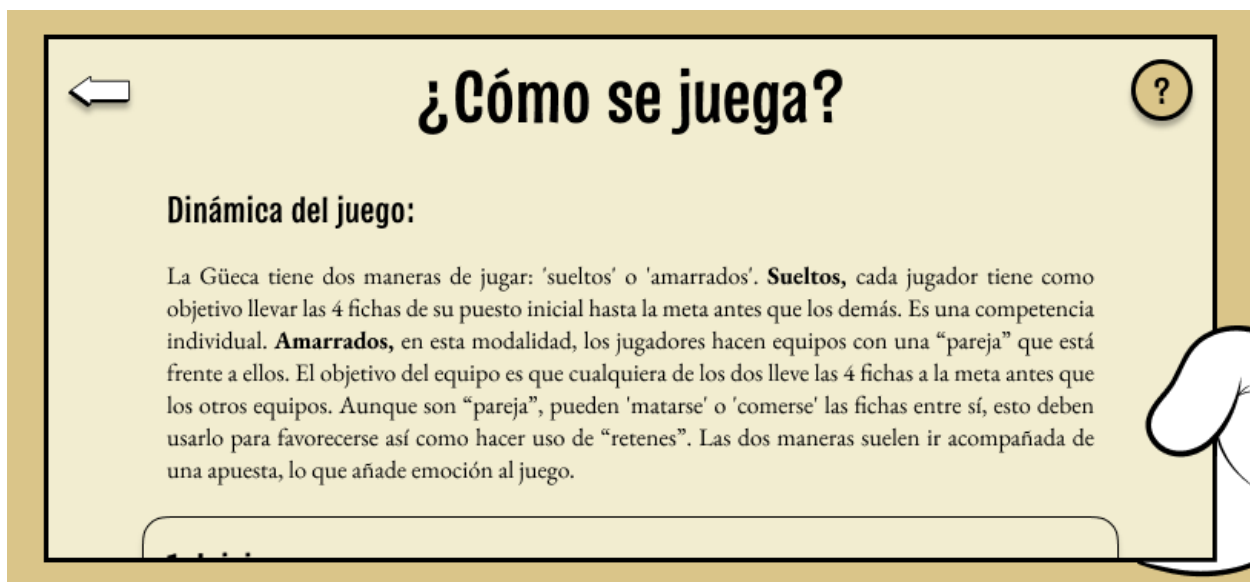 ¿Cómo se juega?
?
Dinámica del juego:
La Güeca tiene dos maneras de jugar: 'sueltos' o 'amarrados'. Sueltos, cada jugador tiene como
objetivo llevar las 4 fichas de su puesto inicial hasta la meta antes que los demás. Es una competencia
individual. Amarrados, en esta modalidad, los jugadores hacen equipos con una “pareja” que está
frente a ellos. El objetivo del equipo es que cualquiera de los dos lleve las 4 fichas a la meta antes que
los otros equipos. Aunque son “pareja”, pueden 'matarse' o 'comerse' las fichas entre sí, esto deben
usarlo para favorecerse así como hacer uso de “retenes”. Las dos maneras suelen ir acompañada de
una apuesta, lo que añade emoción al juego.